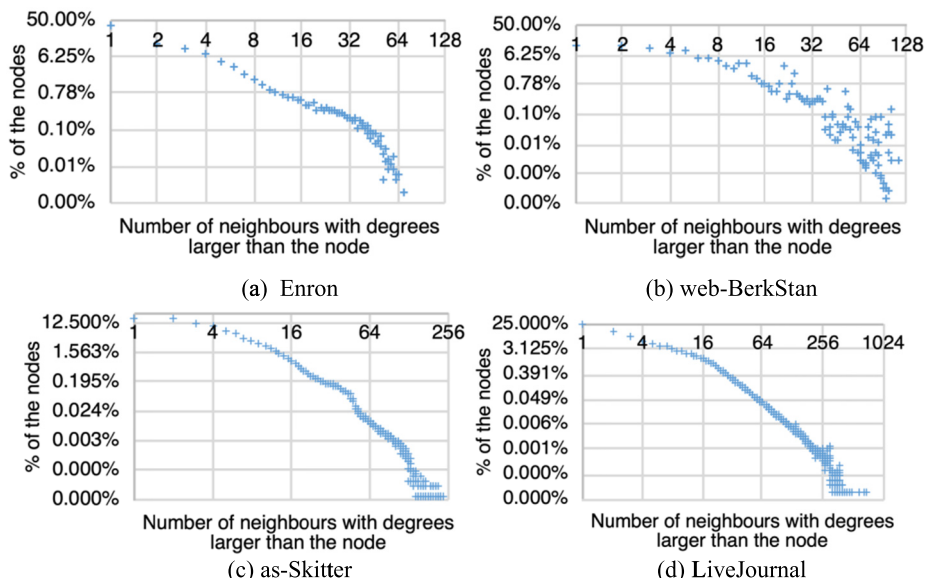 50.00%
1 2 4 8 16 32 64 128
6.25%
0.78%
0.10%
0.01%
0.00%
% of the nodes
Number of neighbours with degrees
larger than the node
(a) Enron
50.00%
1 2 4 8 16 32 64 128
6.25%
0.78%
0.10%
0.01%
0.00%
0.00%
% of the nodes
Number of neighbours with degrees
larger than the node
(b) web-BerkStan
12.500%
1 4 16 64 256
1.563%
0.195%
0.024%
0.003%
0.000%
0.000%
% of the nodes
Number of neighbours with degrees
larger than the node
(c) as-Skitter
25.000%
1 4 16 64 256 1024
3.125%
0.391%
0.049%
0.006%
0.001%
0.000%
0.000%
% of the nodes
Number of neighbours with degrees
larger than the node
(d) LiveJournal